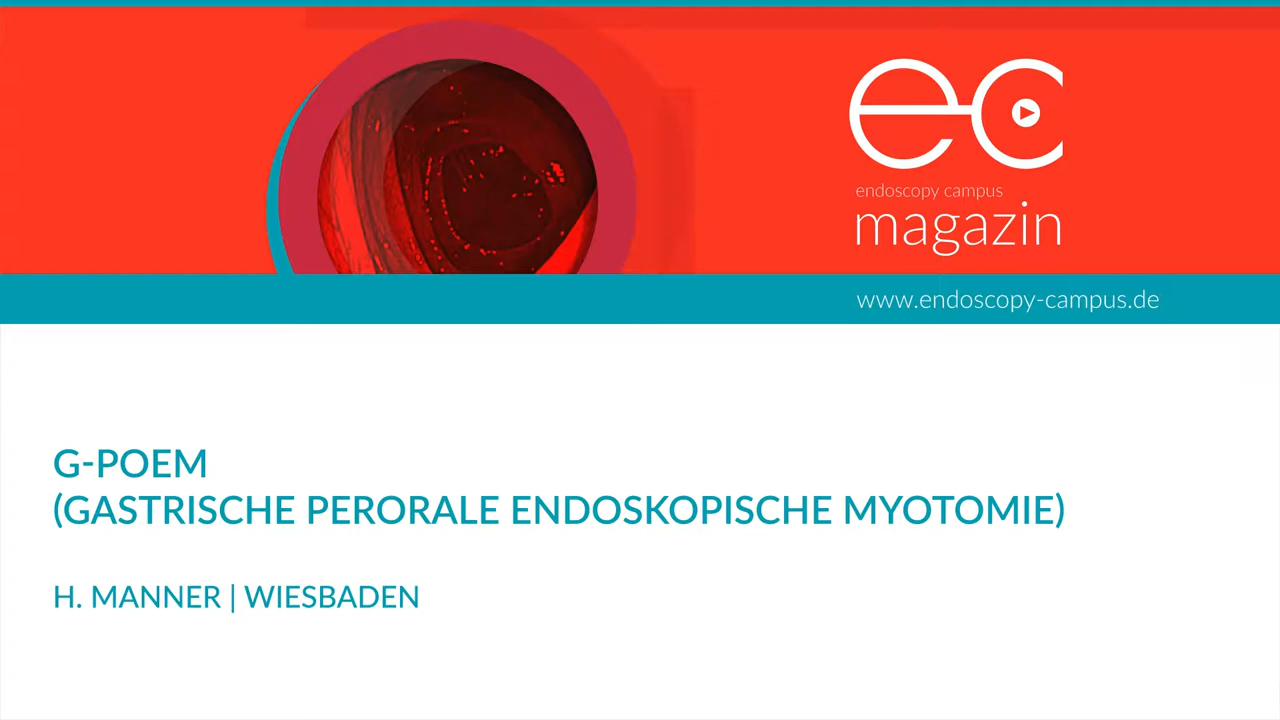 ec
endoscopy campus
magazin
www.endoscopy-campus.de
G-POEM
(GASTRISCHE PERORALE ENDOSKOPISCHE MYOTOMIE)
H. MANNER | WIESBADEN